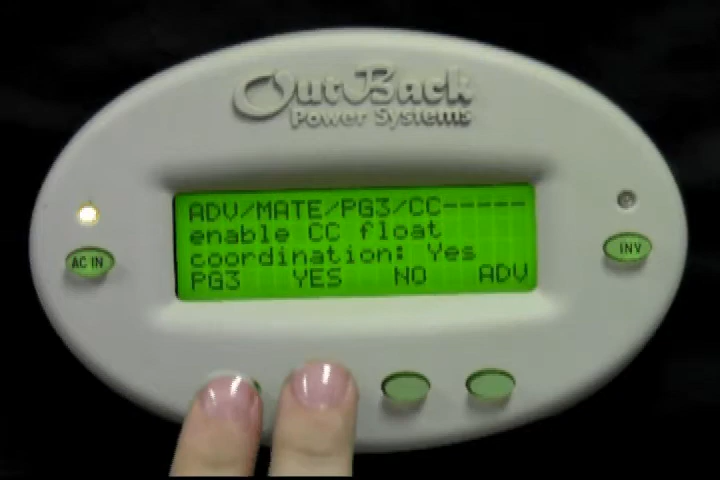 OutBack
Power Systems
ADV/MATE/PG3/CC-----
enable CC float
coordination: Yes
PG3 YES NO ADV
AC IN
INV